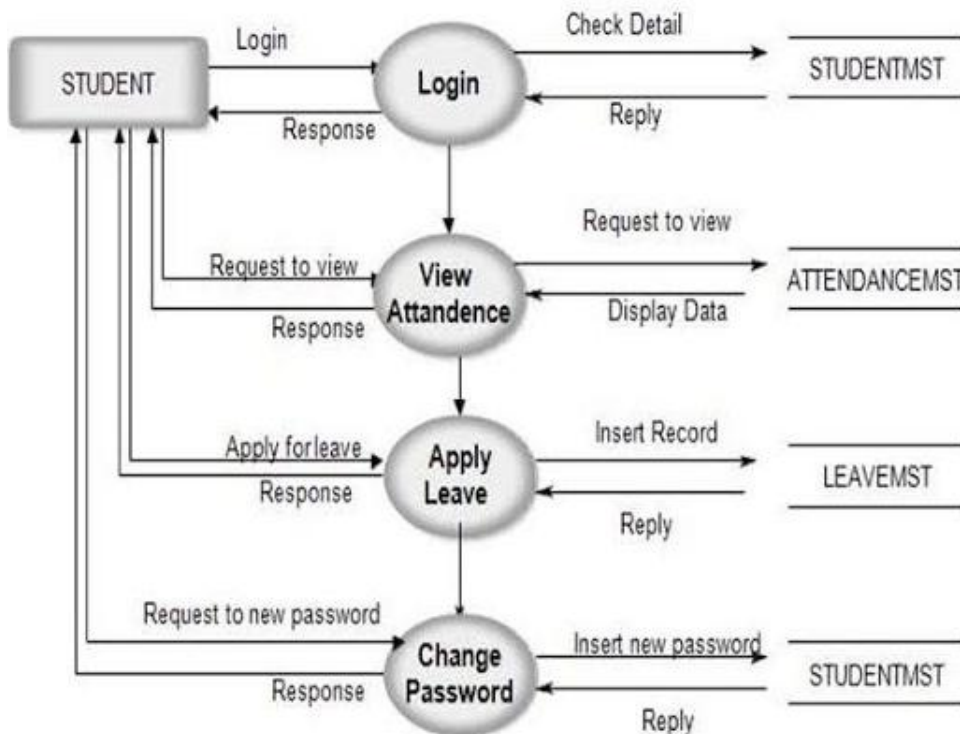 STUDENT
Login
Response
Login
Check Detail
Reply
STUDENTMST
Request to view
Response
View
Attandence
Request to view
Display Data
ATTENDANCEMST
Apply forleave
Response
Apply
Leave
Insert Record
Reply
LEAVEMST
Request to new password
Response
Change
Password
Insert new password
Reply
STUDENTMST